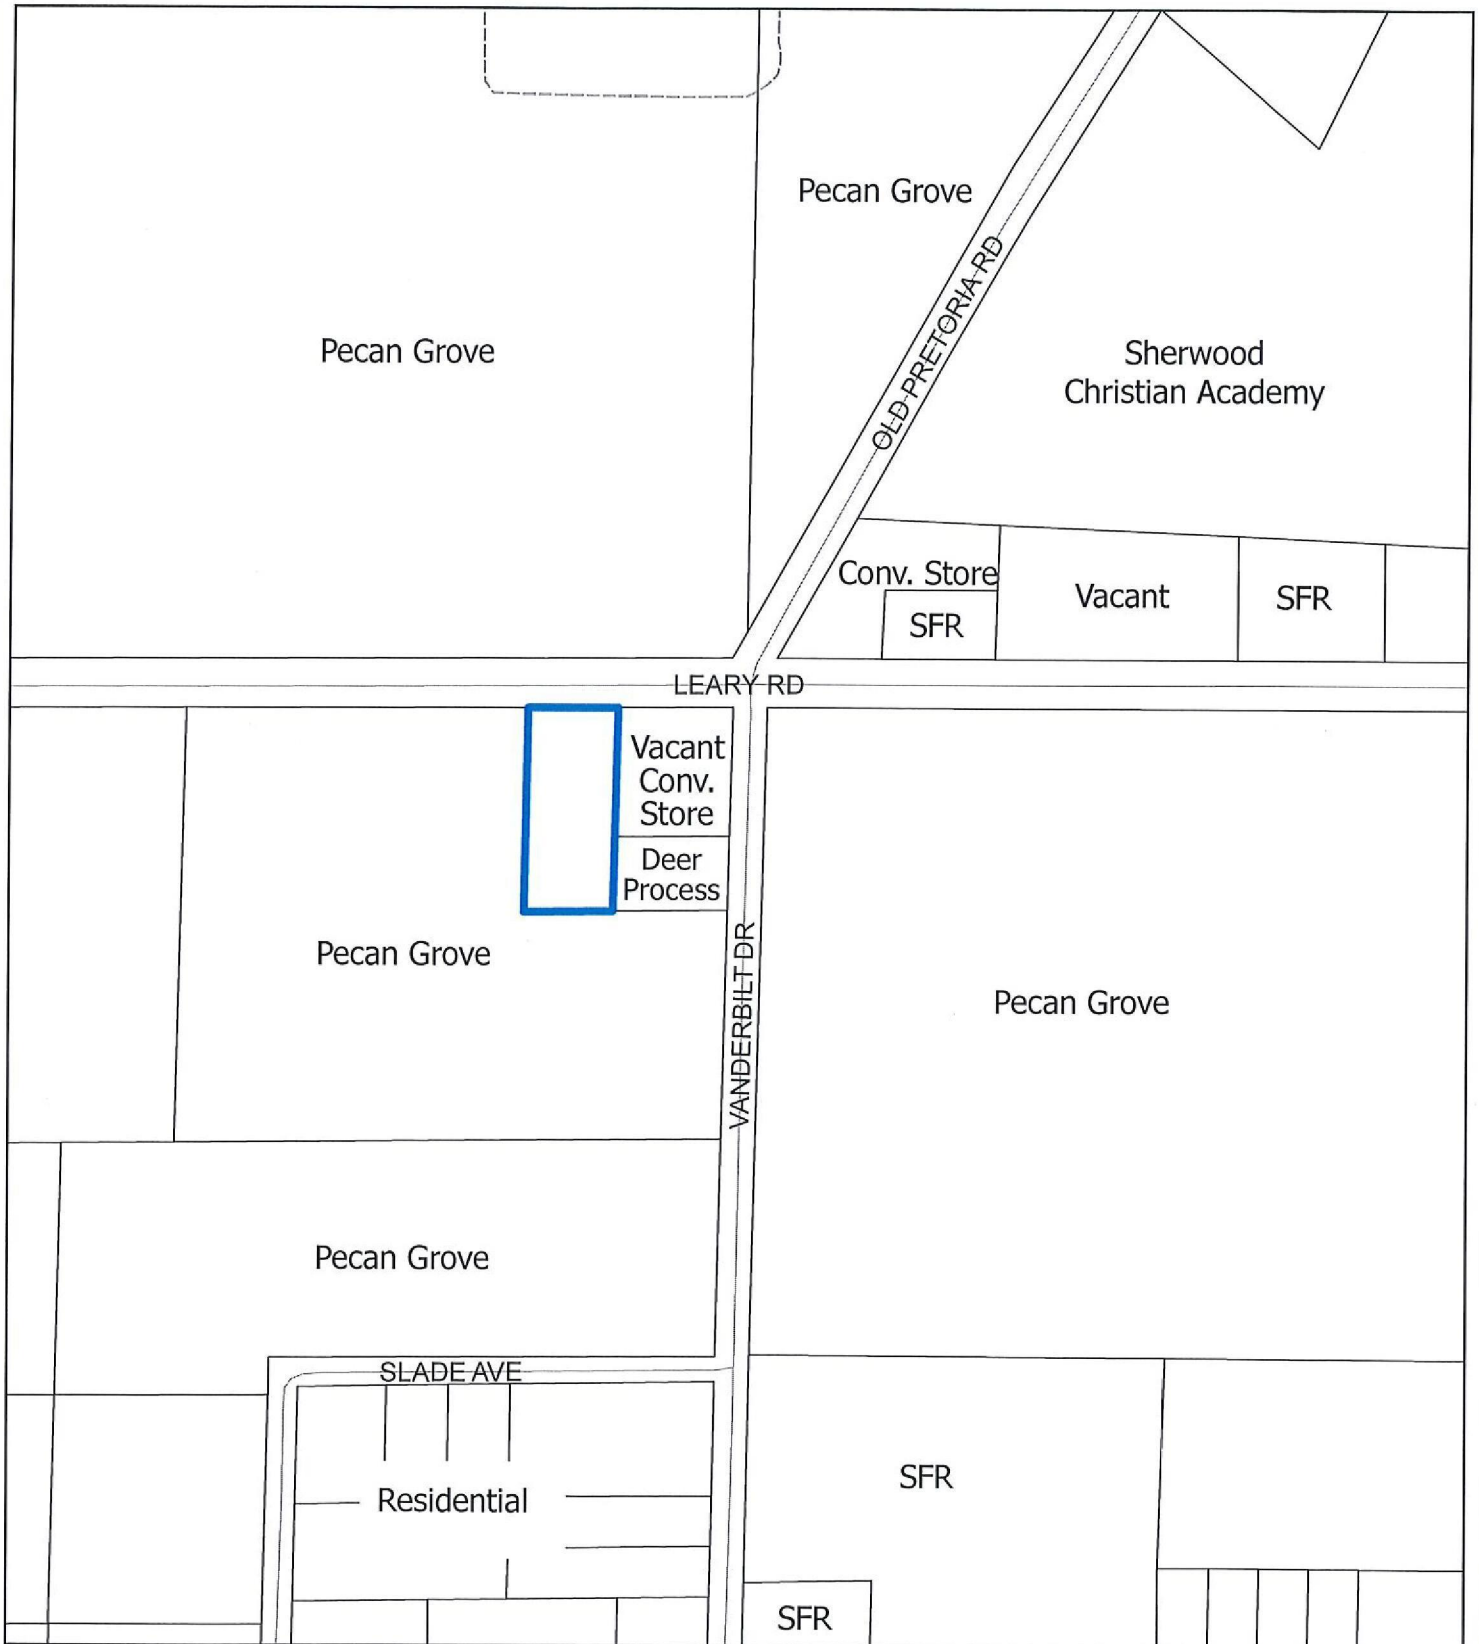 Pecan Grove
Pecan Grove
OLD PRETORIA RD
Sherwood
Christian Academy
Conv. Store
SFR
Vacant
SFR
LEARY RD
Vacant
Conv.
Store
Deer
Process
Pecan Grove
VANDERBILT DR
Pecan Grove
Pecan Grove
SLADE AVE
Residential
SFR
SFR